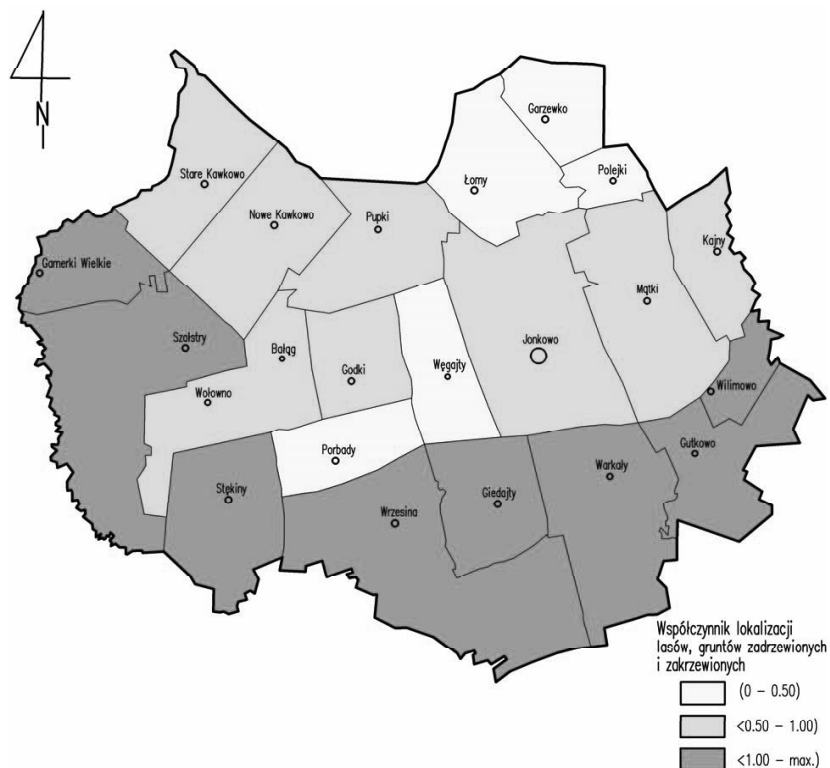 N
Garzewko
Łomy
Polejki
Stare Kawkowo
Nowe Kawkowo
Pupki
Kajny
Gamerki Wielkie
Mątki
Szałstry
Bałąg
Godki
Węgajty
Jonkowo
Wilimowo
Wołowno
Porbady
Gutkowo
Stękiny
Wrzesina
Giedajty
Warkały
Współczynnik lokalizacji
lasów, gruntów zadrzewionych
i zakrzewionych
(0 – 0.50)
<0.50 – 1.00)
<1.00 – max.)